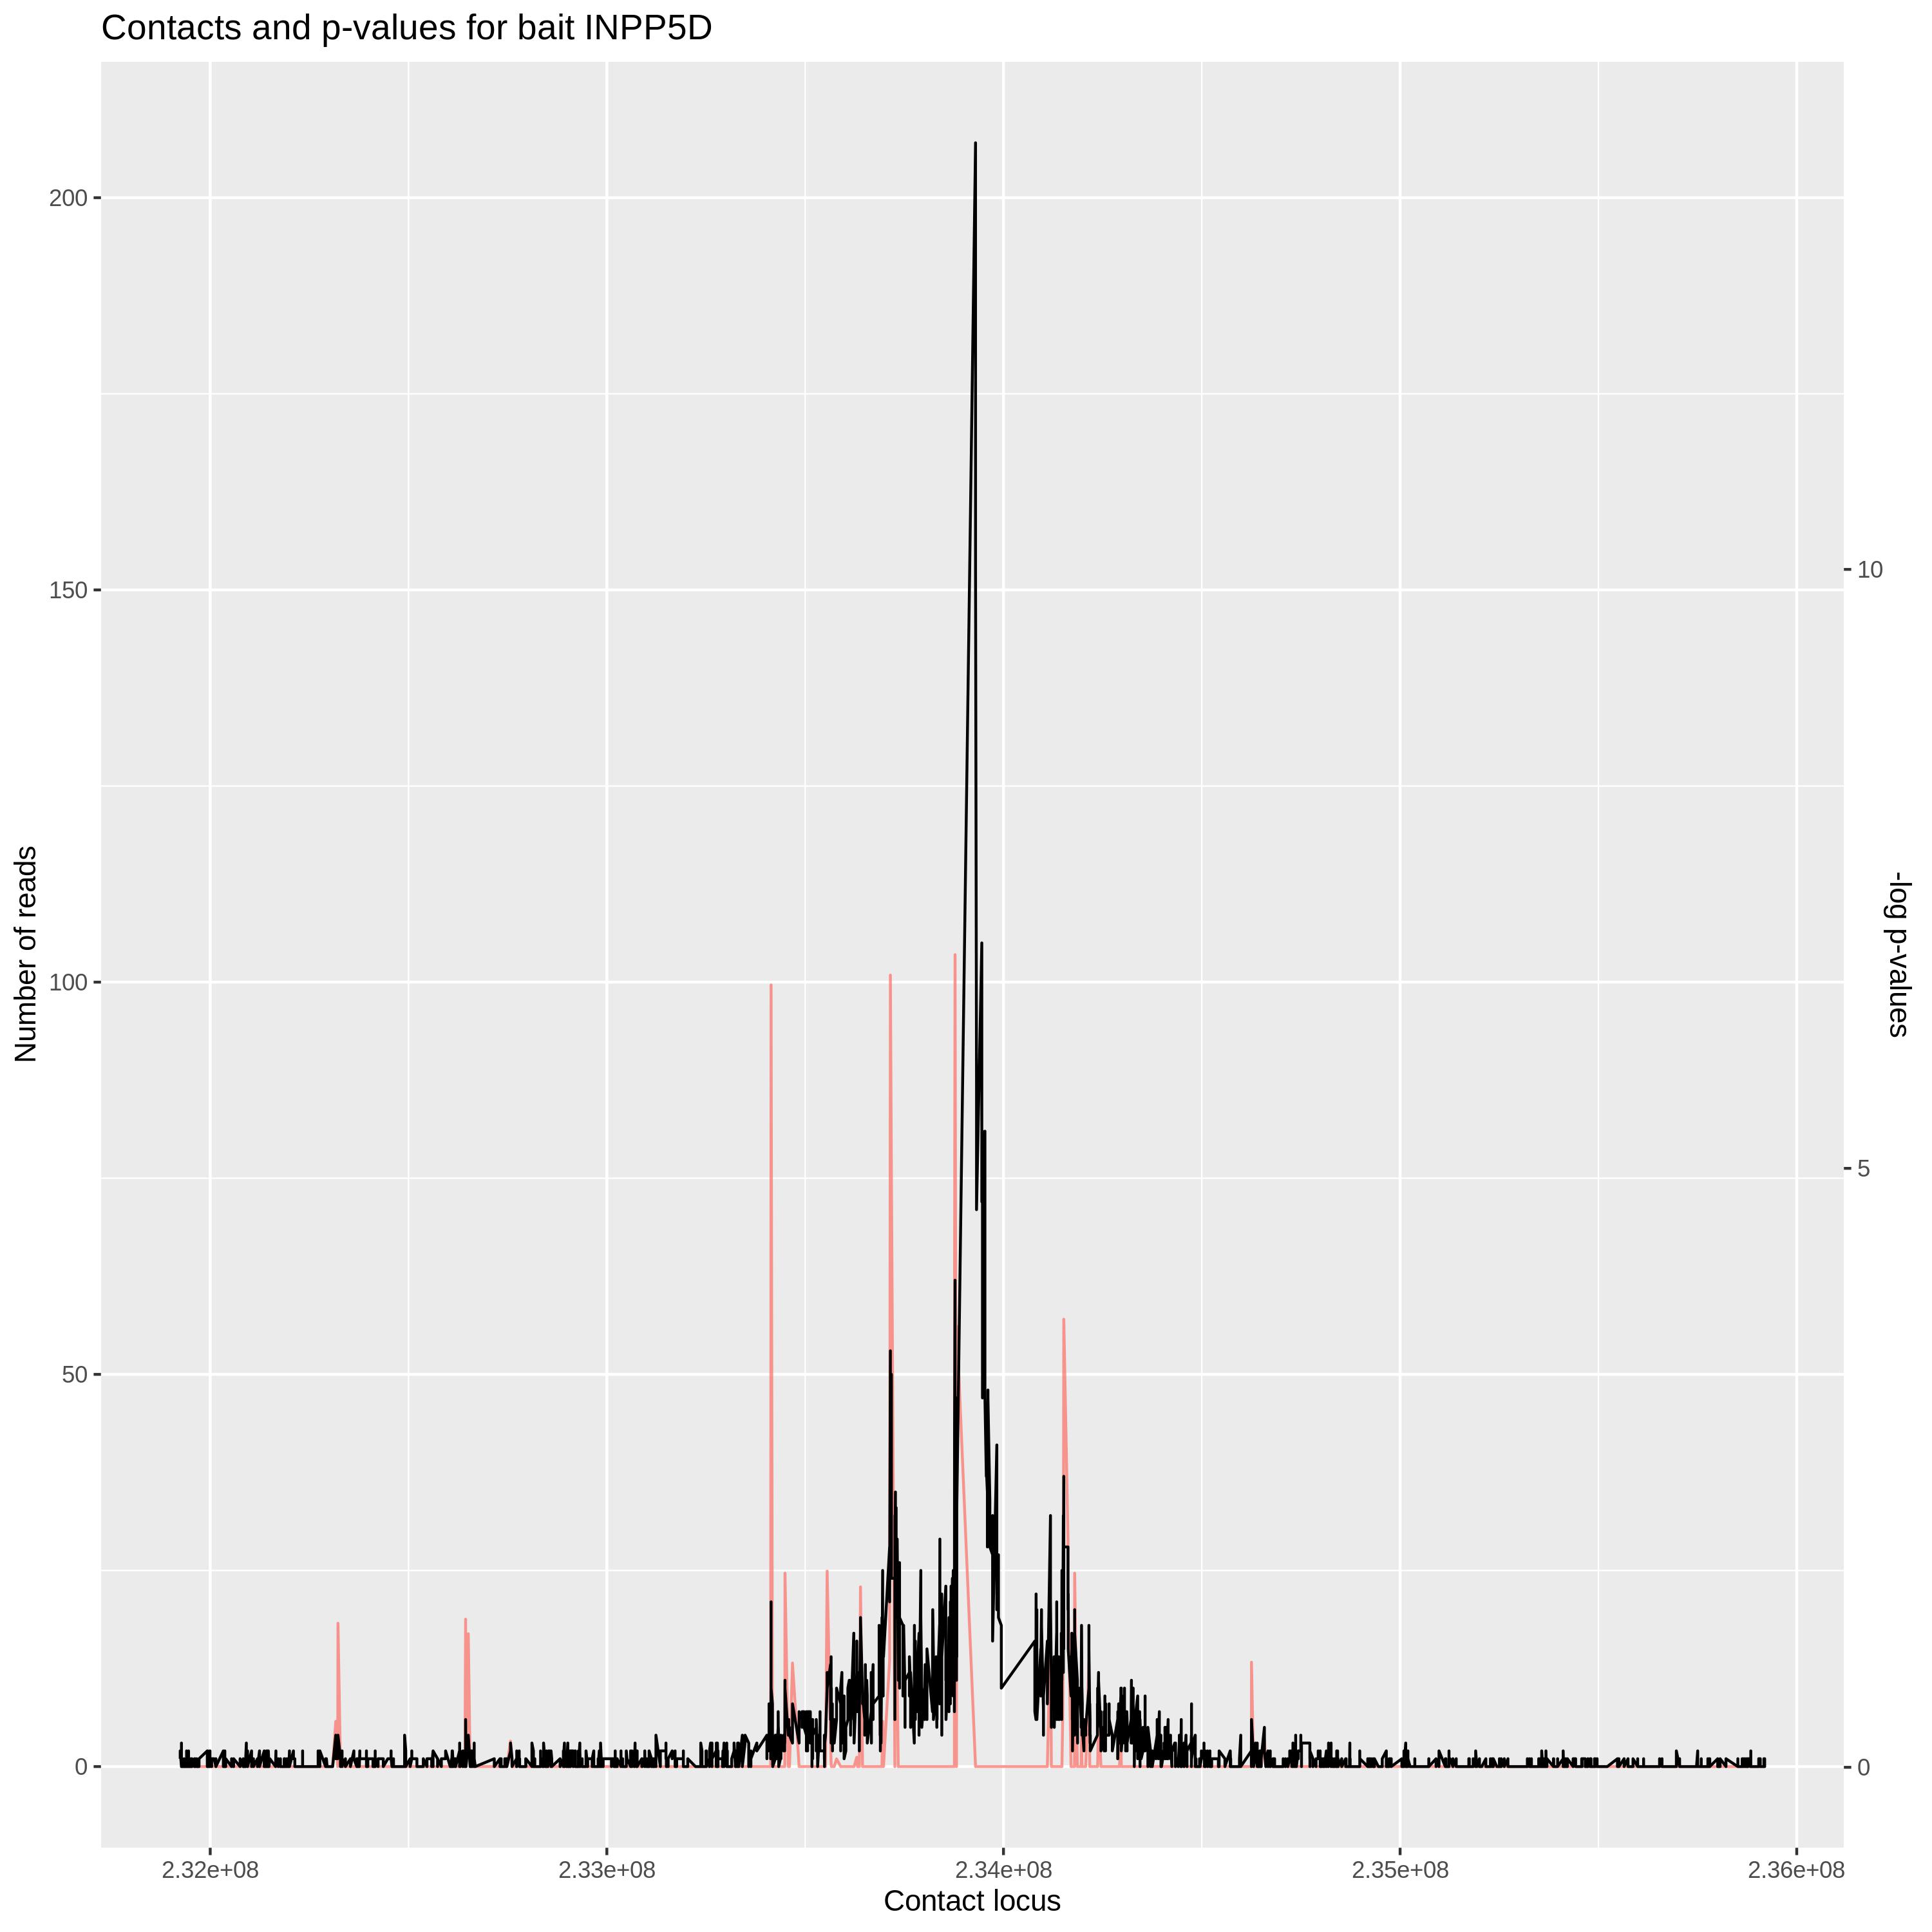 Contacts and p-values for bait INPP5D
Number of reads
200
150
100
50
0
10
5
0
-log p-values
2.32e+08
2.33e+08
2.34e+08
2.35e+08
2.36e+08
Contact locus